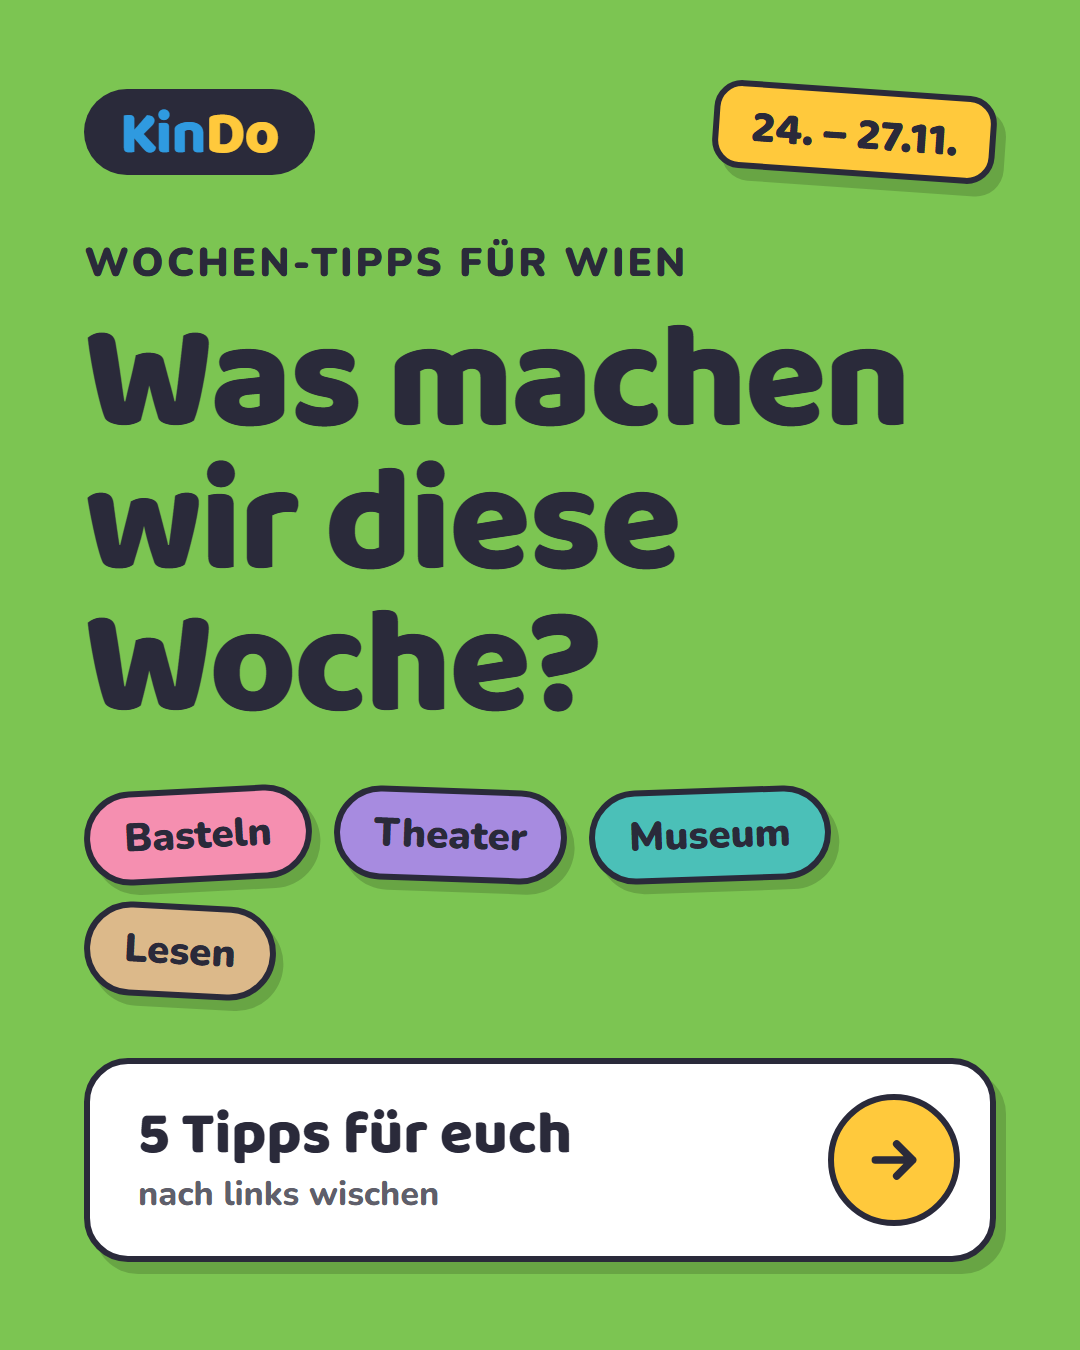 KinDo
24. – 27.11.
WOCHEN-TIPPS FÜR WIEN
Was machen
wir diese
Woche?
Basteln
Theater
Museum
Lesen
5 Tipps für euch
nach links wischen